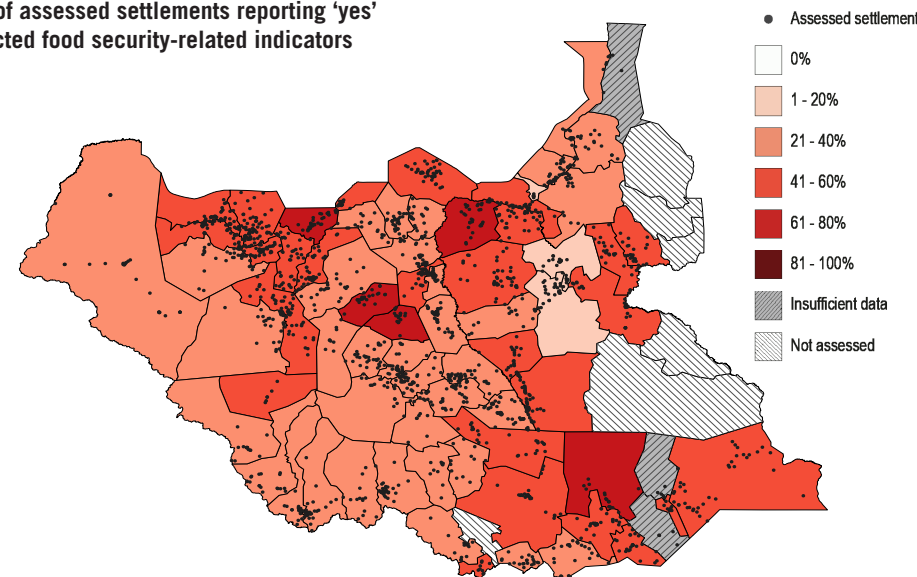 of assessed settlements reporting ‘yes’
cted food security-related indicators
Assessed settlement
0%
1 - 20%
21 - 40%
41 - 60%
61 - 80%
81 - 100%
Insufficient data
Not assessed